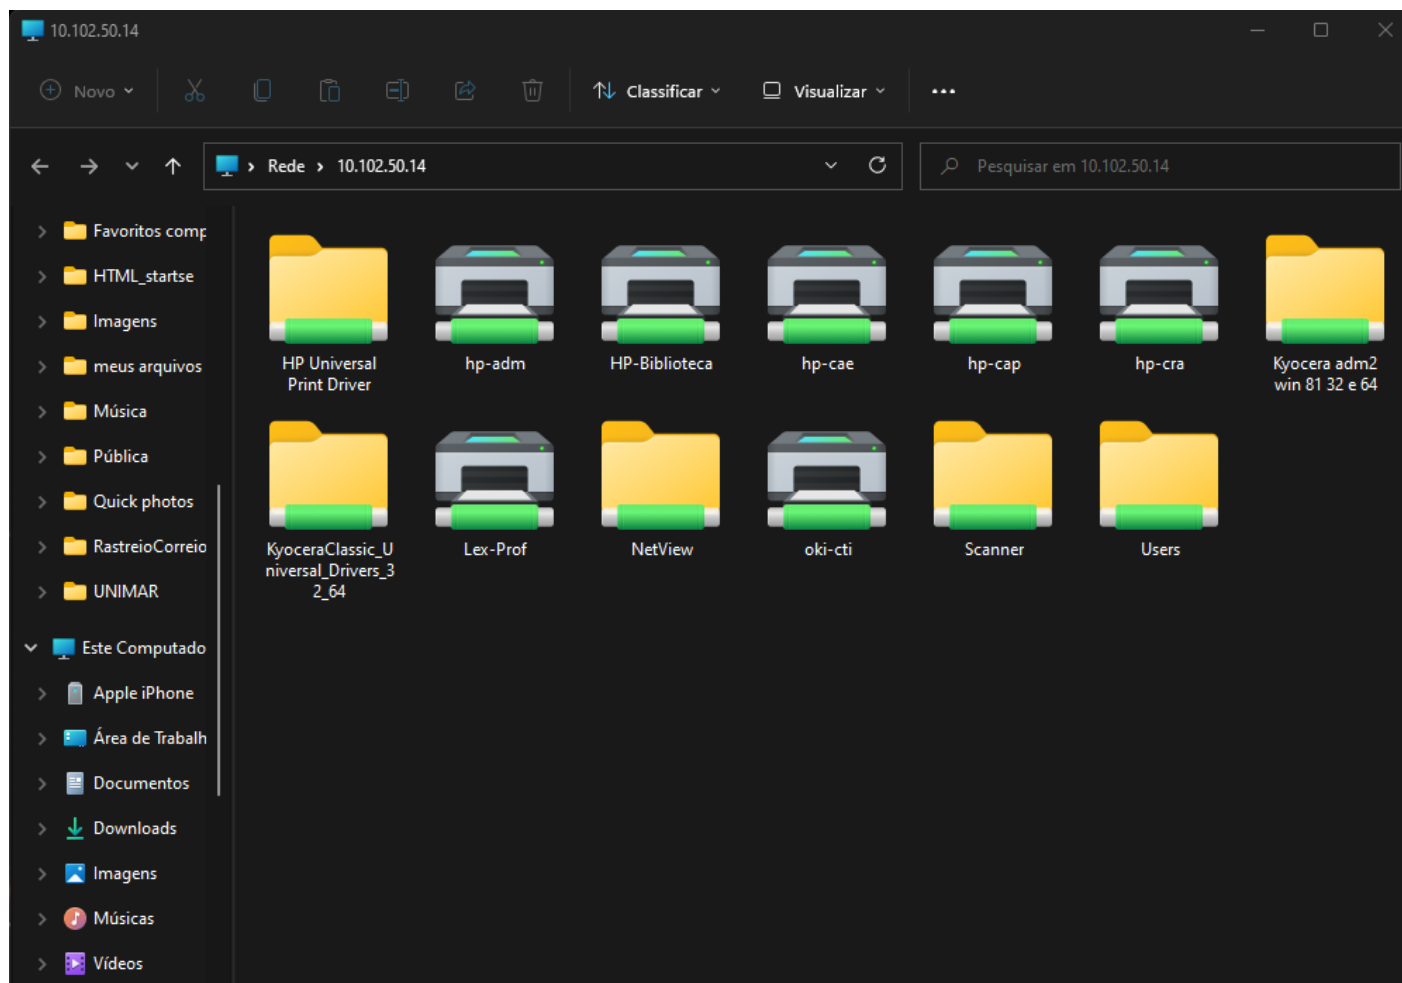 10.102.50.14
Novo
Classificar
Visualizar
Rede
10.102.50.14
Pesquisar em 10.102.50.14
Favoritos comp
HTML_startse
Imagens
meus arquivos
Música
Pública
Quick photos
RastreioCorreio
UNIMAR
Este Computado
Apple iPhone
Área de Trabalh
Documentos
Downloads
Imagens
Músicas
Vídeos
HP Universal
Print Driver
hp-adm
HP-Biblioteca
hp-cae
hp-cap
hp-cra
Kyocera adm2
win 81 32 e 64
KyoceraClassic_U
niversal_Drivers_3
2_64
Lex-Prof
NetView
oki-cti
Scanner
Users